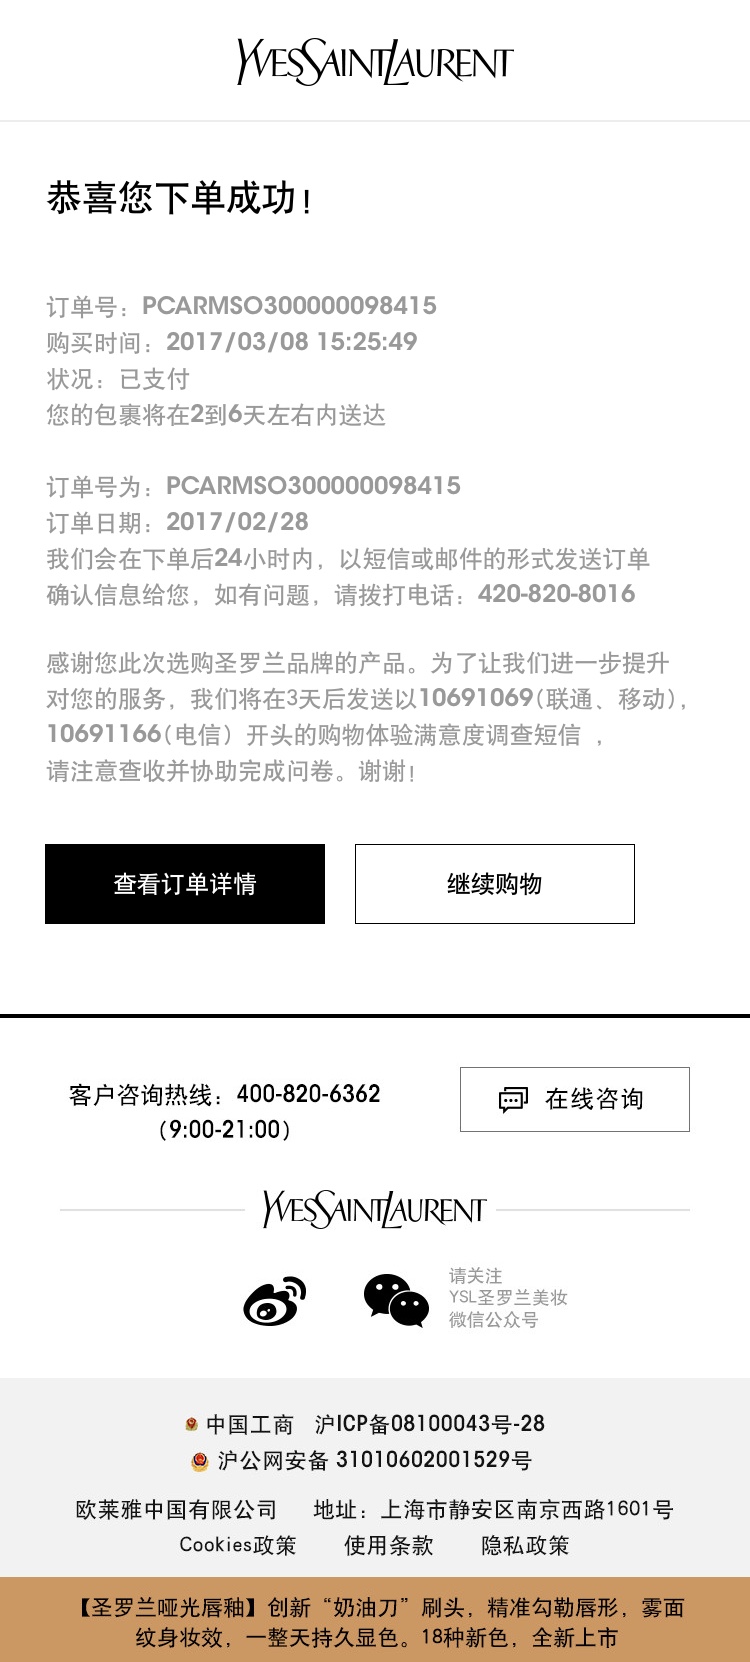 YVESSAINTLAURENT
恭喜您下单成功!
订单号：PCARMSO300000098415
购买时间：2017/03/08 15:25:49
状况：已支付
您的包裹将在2到6天左右内送达
订单号为：PCARMSO300000098415
订单日期：2017/02/28
我们会在下单后24小时内，以短信或邮件的形式发送订单
确认信息给您，如有问题，请拨打电话：420-820-8016
感谢您此次选购圣罗兰品牌的产品。为了让我们进一步提升
对您的服务，我们将在3天后发送以10691069(联通、移动)，
10691166(电信）开头的购物体验满意度调查短信 ，
请注意查收并协助完成问卷。谢谢!
查看订单详情 继续购物
客户咨询热线：400-820-6362 在线咨询
（9:00-21:00）
YVESSAINTLAURENT
请关注
YSL圣罗兰美妆
微信公众号
中国工商 沪ICP备08100043号-28
沪公网安备 31010602001529号
欧莱雅中国有限公司 地址：上海市静安区南京西路1601号
Cookies政策 使用条款 隐私政策
【圣罗兰哑光唇釉】创新“奶油刀”刷头，精准勾勒唇形，雾面
纹身妆效，一整天持久显色。18种新色，全新上市